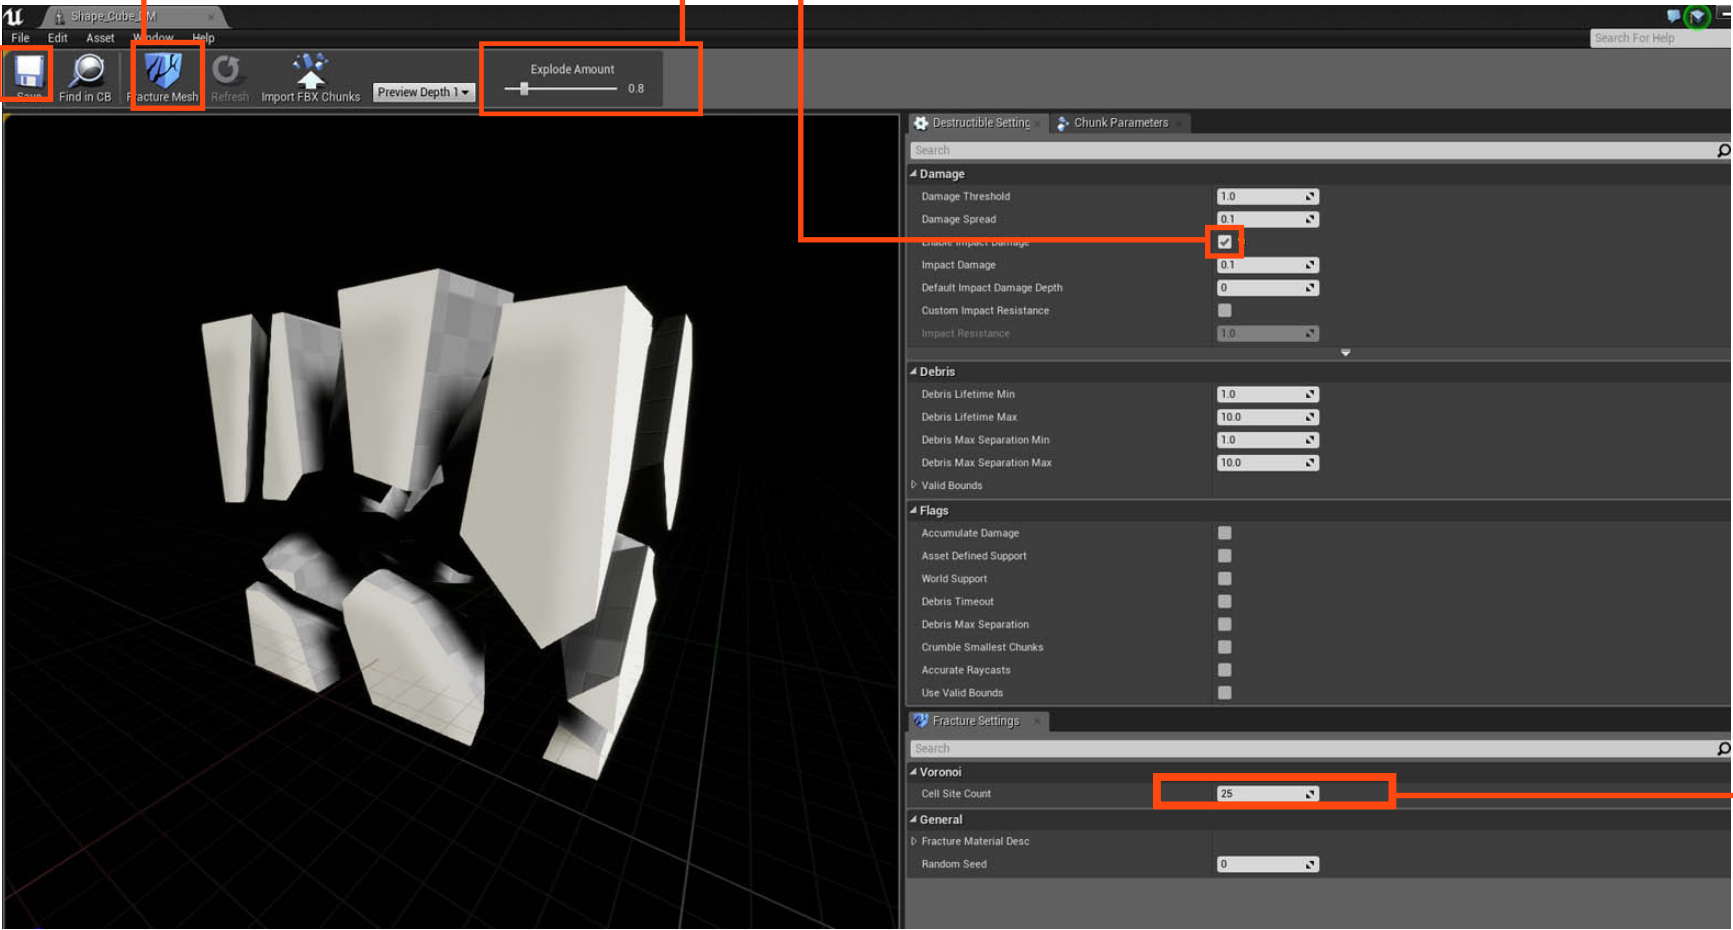 Shape_Cube_DM
File Edit Asset Window Help
Search For Help
Save Find in CB Fracture Mesh Refresh Import FBX Chunks Preview Depth 1
Explode Amount
0.8
Destructible Setting Chunk Parameters
Search
Damage
Damage Threshold 1.0
Damage Spread 0.1
Enable Impact Damage
Impact Damage 0.1
Default Impact Damage Depth 0
Custom Impact Resistance
Impact Resistance 1.0
Debris
Debris Lifetime Min 1.0
Debris Lifetime Max 10.0
Debris Max Separation Min 1.0
Debris Max Separation Max 10.0
Valid Bounds
Flags
Accumulate Damage
Asset Defined Support
World Support
Debris Timeout
Debris Max Separation
Crumble Smallest Chunks
Accurate Raycasts
Use Valid Bounds
Fracture Settings
Search
Voronoi
Cell Site Count 25
General
Fracture Material Desc
Random Seed 0